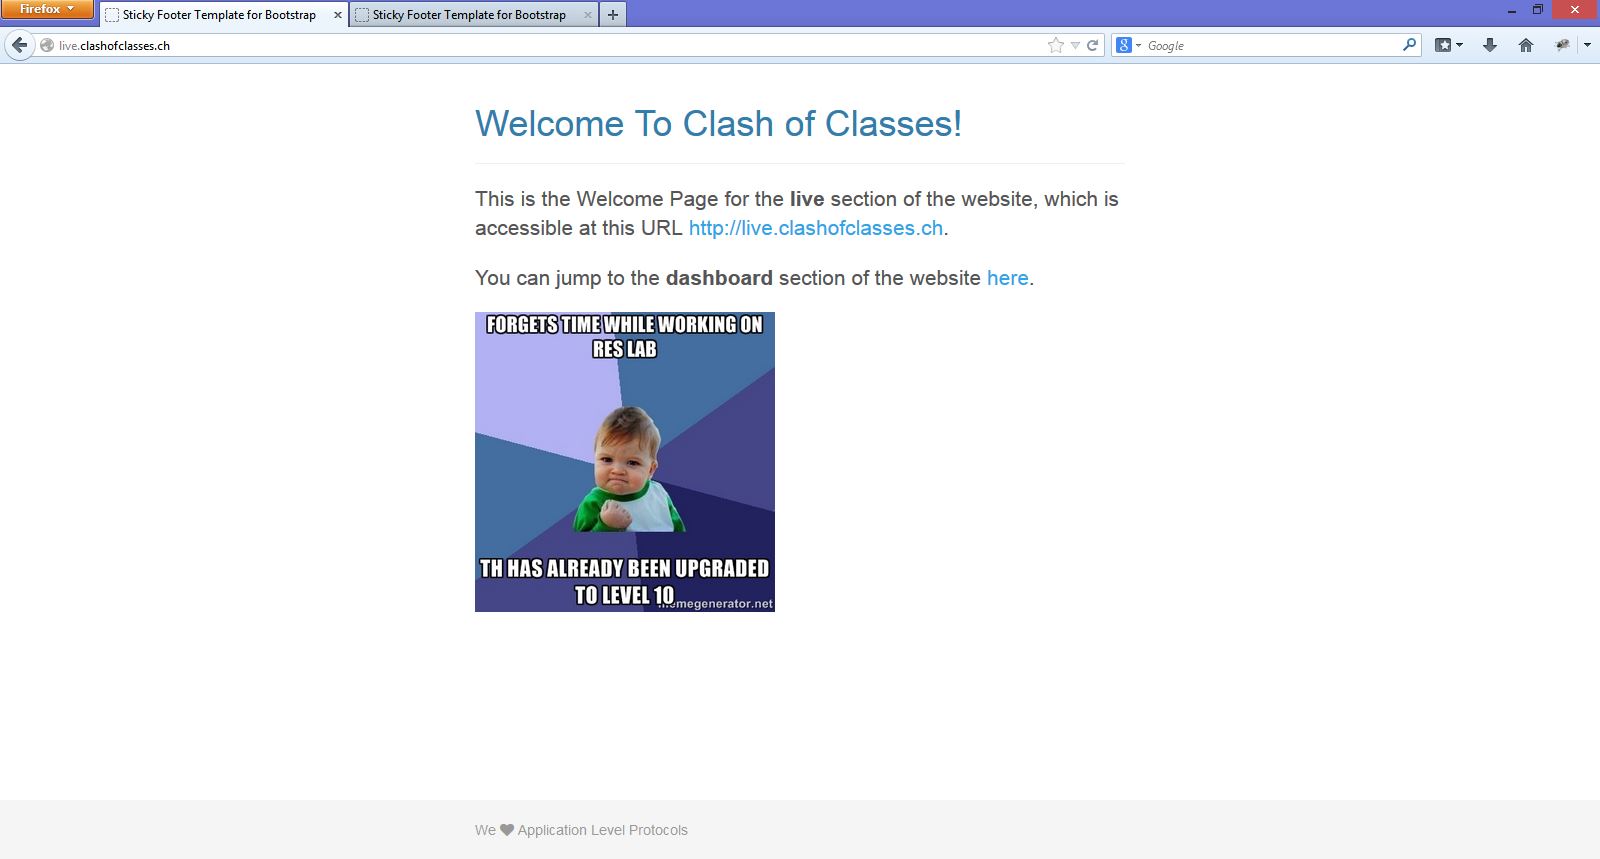 Firefox
Sticky Footer Template for Bootstrap
Sticky Footer Template for Bootstrap
live.clashofclasses.ch
8
Google
Welcome To Clash of Classes!
This is the Welcome Page for the live section of the website, which is
accessible at this URL http://live.clashofclasses.ch.
You can jump to the dashboard section of the website here.
FORGETS TIME WHILE WORKING ON
RES LAB
TH HAS ALREADY BEEN UPGRADED
TO LEVEL 10
memegenerator.net
We ♥ Application Level Protocols